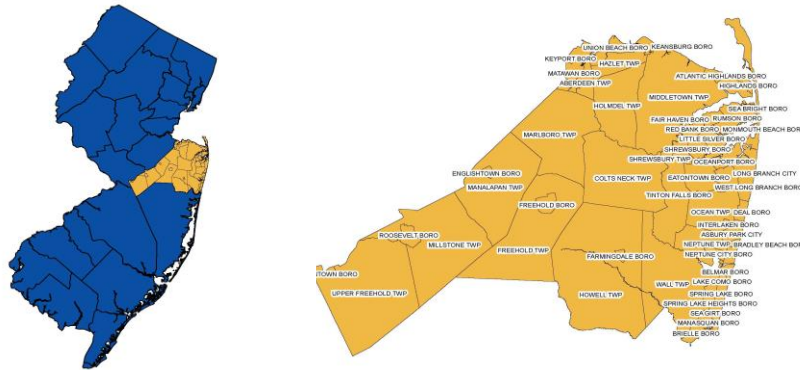 UNION BEACH BORO
KEANSBURG BORO
KEYPORT BORO
HAZLET TWP
MATAWAN BORO
ABERDEEN TWP
ATLANTIC HIGHLANDS BORO
HIGHLANDS BORO
MIDDLETOWN TWP
HOLMDEL TWP
SEA BRIGHT BORO
FAIR HAVEN BORO
RUMSON BORO
MARLBORO TWP
RED BANK BORO
MONMOUTH BEACH BORO
LITTLE SILVER BORO
SHREWSBURY BORO
SHREWSBURY TWP
OCEANPORT BORO
ENGLISHTOWN BORO
COLTS NECK TWP
EATONTOWN BORO
LONG BRANCH CITY
MANALAPAN TWP
WEST LONG BRANCH BORO
TINTON FALLS BORO
FREEHOLD BORO
OCEAN TWP
DEAL BORO
INTERLAKEN BORO
ROOSEVELT BORO
ASBURY PARK CITY
MILLSTONE TWP
FREEHOLD TWP
NEPTUNE TWP
BRADLEY BEACH BORO
FARMINGDALE BORO
NEPTUNE CITY BORO
TOWN BORO
BELMAR BORO
WALL TWP
LAKE COMO BORO
UPPER FREEHOLD TWP
HOWELL TWP
SPRING LAKE BORO
SPRING LAKE HEIGHTS BORO
SEA GIRT BORO
MANASQUAN BORO
BRIELLE BORO